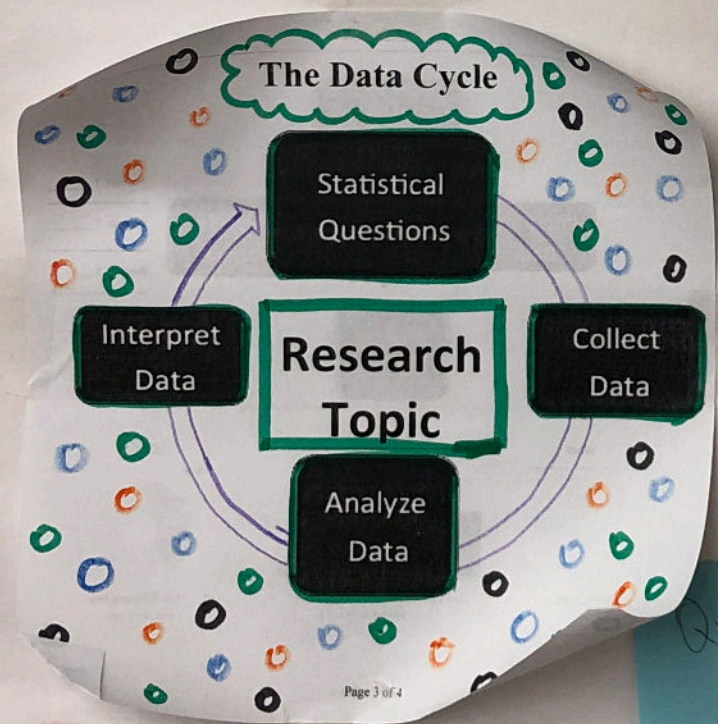 The Data Cycle
Statistical
Questions
Interpret
Data
Research
Topic
Collect
Data
Analyze
Data
Page 3 of 4